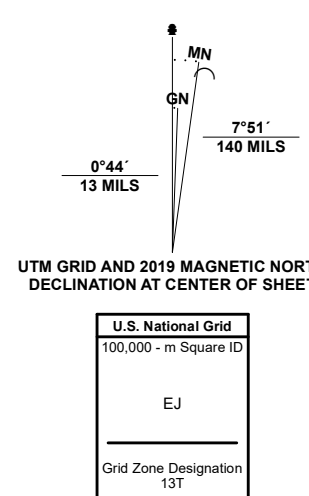 MN
GN
7°51´
140 MILS
0°44´
13 MILS
UTM GRID AND 2019 MAGNETIC NORT
DECLINATION AT CENTER OF SHEET
U.S. National Grid
100,000 - m Square ID
EJ
Grid Zone Designation
13T